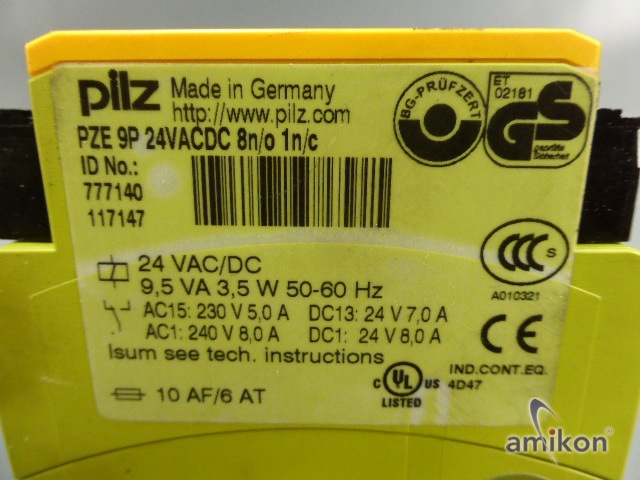 pilz Made in Germany
http://www.pilz.com
PZE 9P 24VACDC 8n/o 1n/c
ID No.:
777140
117147
BG-PRÜFZERT
ET
02181
GS
geprüfte
Sicherheit
24 VAC/DC
9,5 VA 3,5 W 50-60 Hz
AC15: 230 V 5,0 A DC13: 24 V 7,0 A
AC1: 240 V 8,0 A DC1: 24 V 8,0 A
Isum see tech. instructions
10 AF/6 AT
CCC S
A010321
CE
C UL US
LISTED
IND.CONT.EQ.
4D47
amikon